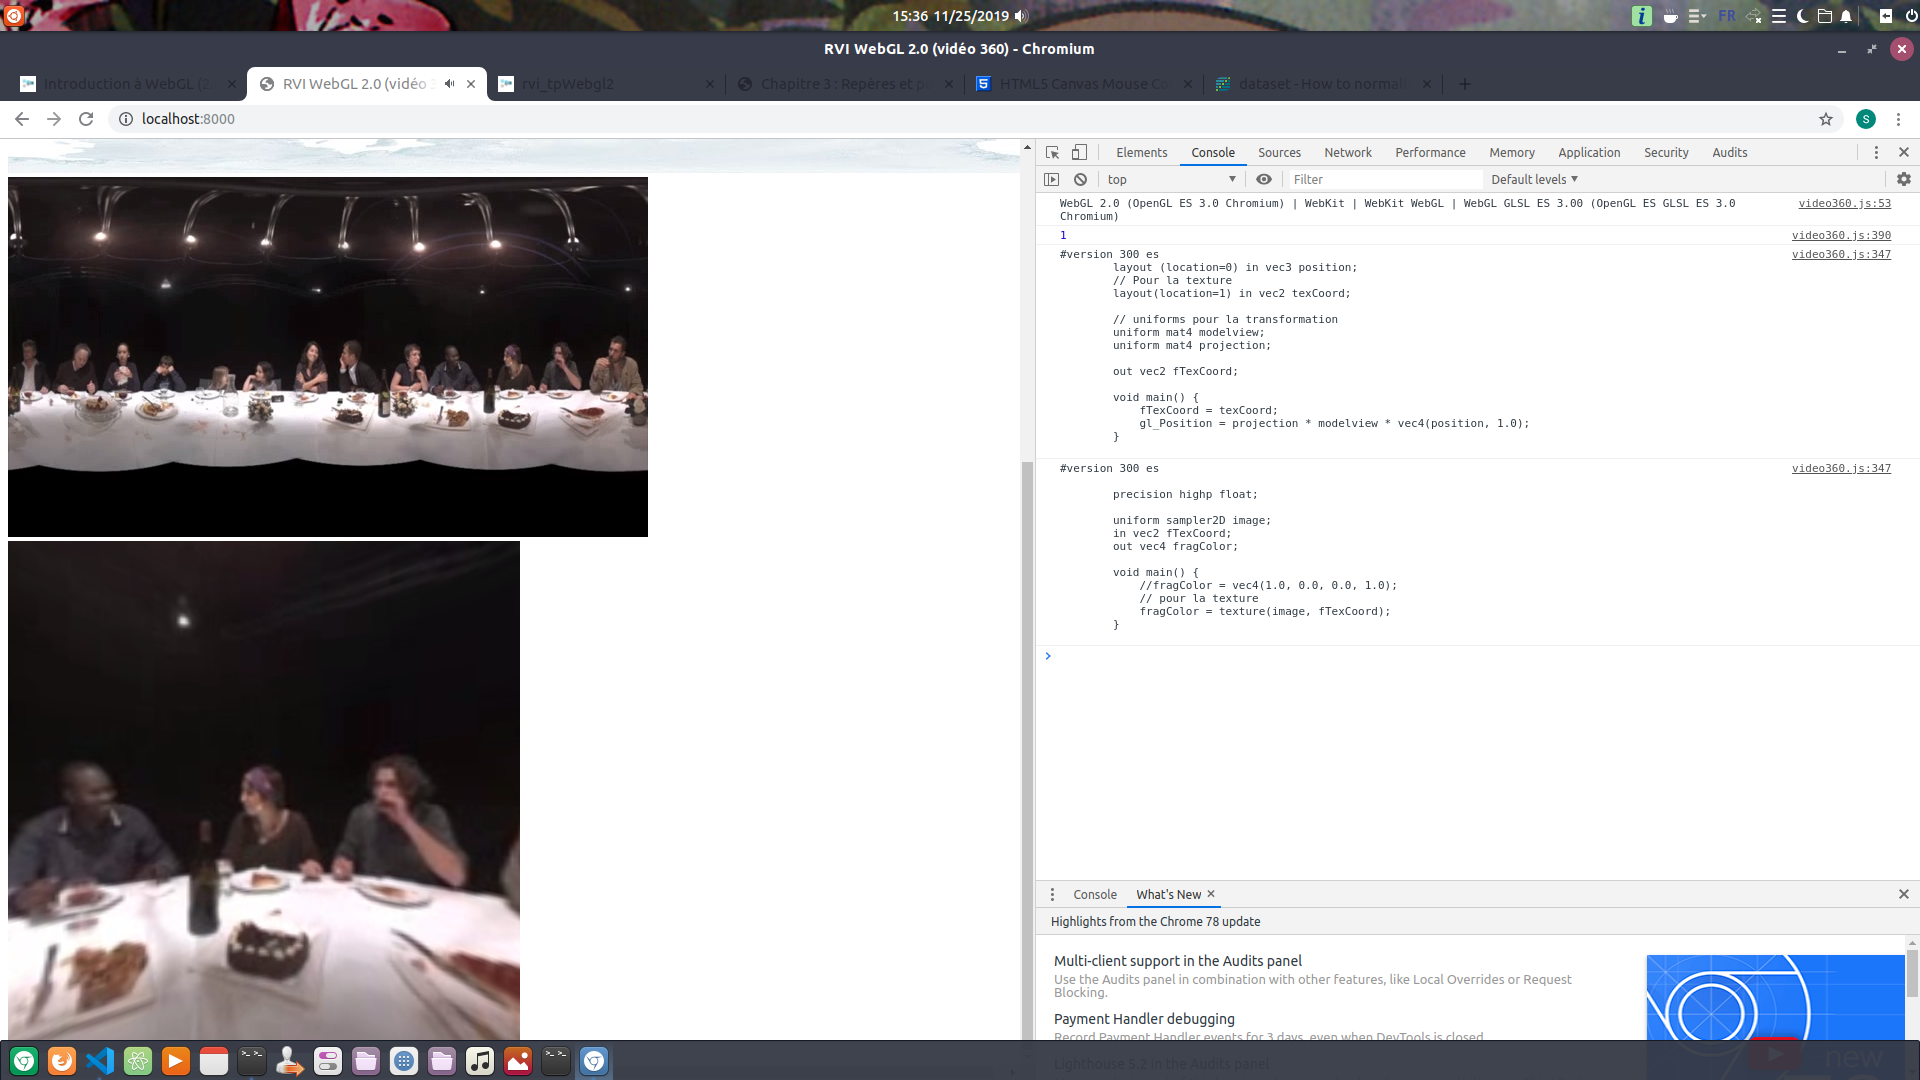 15:36 11/25/2019
FR
RVI WebGL 2.0 (vidéo 360) - Chromium
Introduction à WebGL (2
RVI WebGL 2.0 (vidéo 3
rvi_tpWebgl2
Chapitre 3 : Repères et p
HTML5 Canvas Mouse Co
dataset - How to normali
localhost:8000
S
Elements
Console
Sources
Network
Performance
Memory
Application
Security
Audits
top
Filter
Default levels
WebGL 2.0 (OpenGL ES 3.0 Chromium) | WebKit | WebKit WebGL | WebGL GLSL ES 3.00 (OpenGL ES GLSL ES 3.0
Chromium)
video360.js:53
1
video360.js:390
#version 300 es
video360.js:347
layout (location=0) in vec3 position;
// Pour la texture
layout(location=1) in vec2 texCoord;
// uniforms pour la transformation
uniform mat4 modelview;
uniform mat4 projection;
out vec2 fTexCoord;
void main() {
fTexCoord = texCoord;
gl_Position = projection * modelview * vec4(position, 1.0);
}
#version 300 es
video360.js:347
precision highp float;
uniform sampler2D image;
in vec2 fTexCoord;
out vec4 fragColor;
void main() {
//fragColor = vec4(1.0, 0.0, 0.0, 1.0);
// pour la texture
fragColor = texture(image, fTexCoord);
}
Console
What's New
Highlights from the Chrome 78 update
Multi-client support in the Audits panel
Use the Audits panel in combination with other features, like Local Overrides or Request
Blocking.
Payment Handler debugging
Record Payment Handler events for 3 days, even when DevTools is closed.
Lighthouse 5.2 in the Audits panel
new